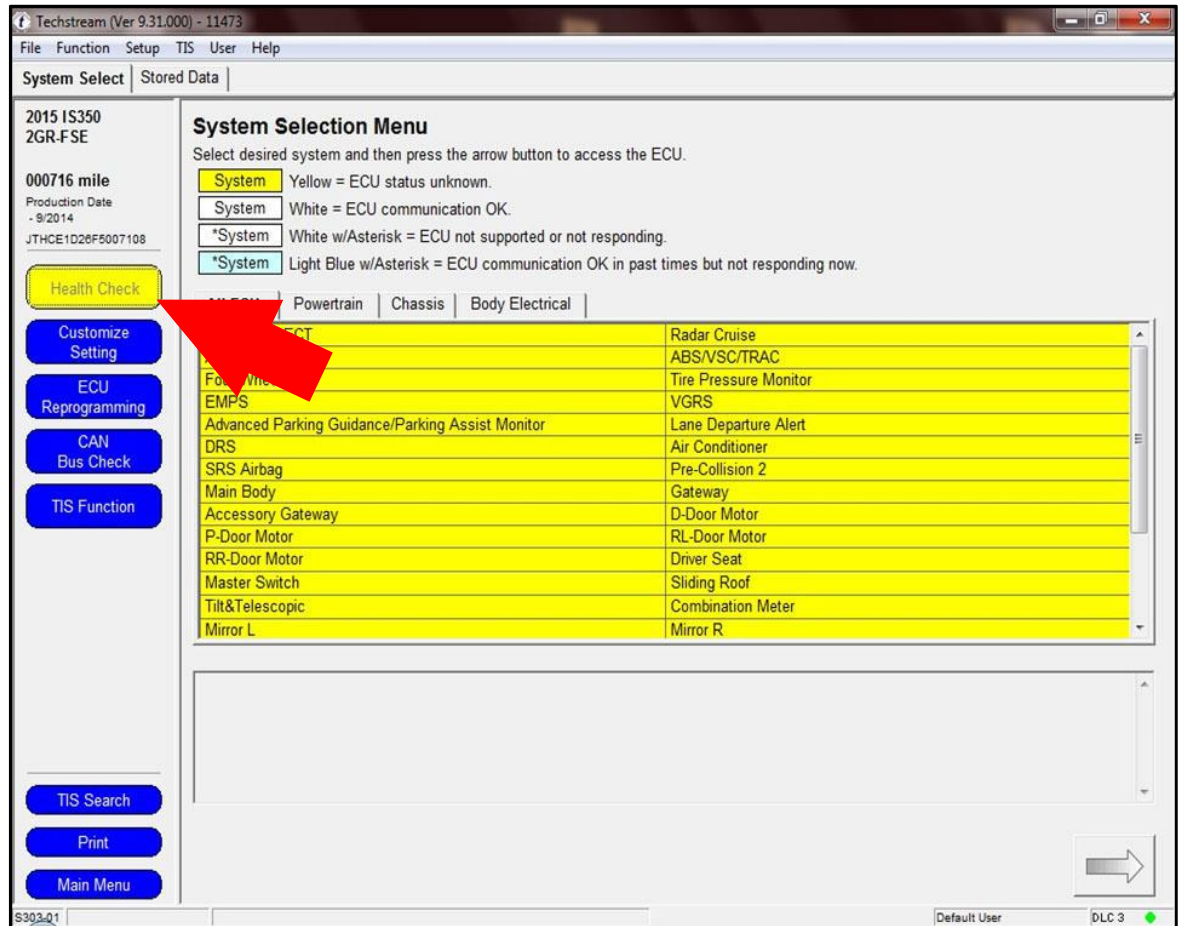 Techstream (Ver 9.31.000) - 11473
File Function Setup TIS User Help
System Select Stored Data
2015 IS350
2GR-FSE
000716 mile
Production Date
- 9/2014
JTHCE1D26F5007108
Health Check
Customize
Setting
ECU
Reprogramming
CAN
Bus Check
TIS Function
TIS Search
Print
Main Menu
System Selection Menu
Select desired system and then press the arrow button to access the ECU.
System Yellow = ECU status unknown.
System White = ECU communication OK.
*System White w/Asterisk = ECU not supported or not responding.
*System Light Blue w/Asterisk = ECU communication OK in past times but not responding now.
Powertrain Chassis Body Electrical
Radar Cruise
ABS/VSC/TRAC
Tire Pressure Monitor
EMPS VGRS
Advanced Parking Guidance/Parking Assist Monitor Lane Departure Alert
DRS Air Conditioner
SRS Airbag Pre-Collision 2
Main Body Gateway
Accessory Gateway D-Door Motor
P-Door Motor RL-Door Motor
RR-Door Motor Driver Seat
Master Switch Sliding Roof
Tilt&Telescopic Combination Meter
Mirror L Mirror R
S303-01 Default User DLC 3